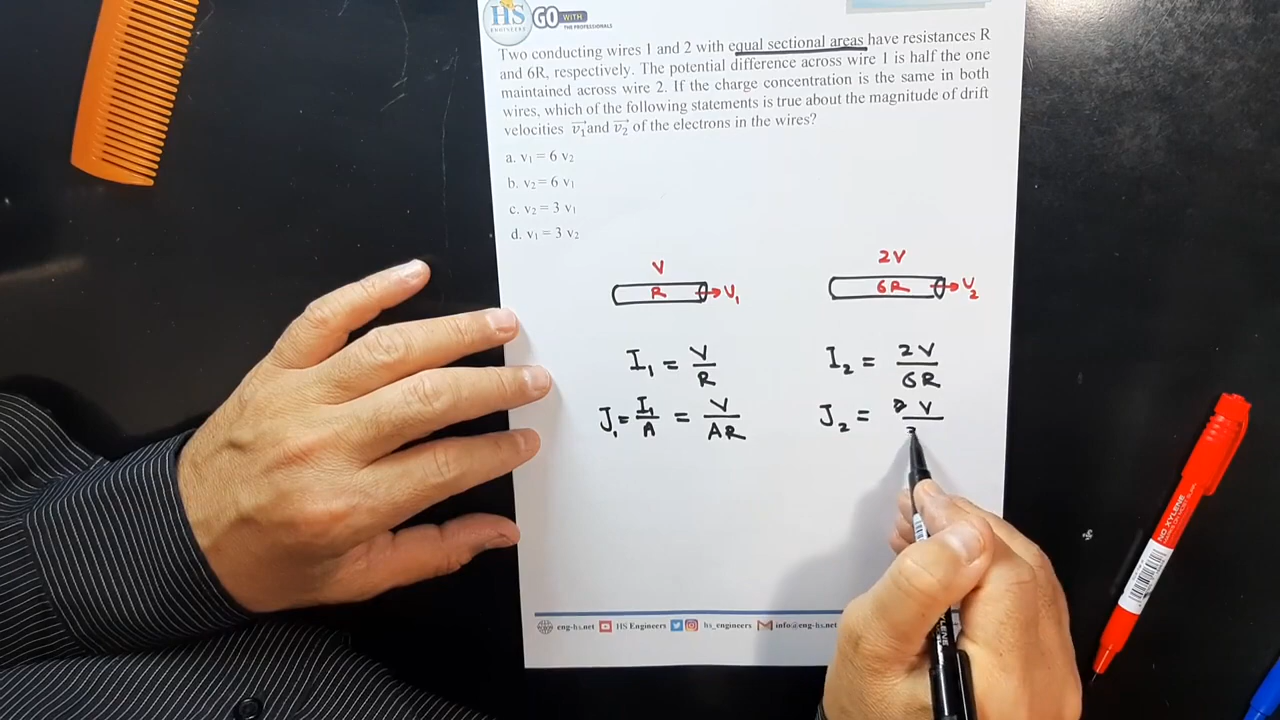 HS
ENGINEERS
GO WITH
THE PROFESSIONALS
Two conducting wires 1 and 2 with equal sectional areas have resistances R
and 6R, respectively. The potential difference across wire 1 is half the one
maintained across wire 2. If the charge concentration is the same in both
wires, which of the following statements is true about the magnitude of drift
velocities v₁ and v₂ of the electrons in the wires?
a. v₁ = 6 v₂
b. v₂ = 6 v₁
c. v₂ = 3 v₁
d. v₁ = 3 v₂
V 2V
R V₁ 6R V₂
I₁ = V/R I₂ = 2V/6R
J₁ = I₁/A = V/AR J₂ = V
eng-hs.net HS Engineers hs_engineers info@eng-hs.net
NO XYLENE